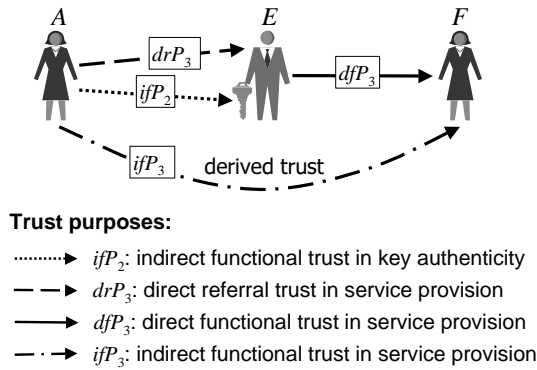 A E F
drP₃
ifP₂
dfP₃
ifP₃ derived trust
Trust purposes:
ifP₂: indirect functional trust in key authenticity
drP₃: direct referral trust in service provision
dfP₃: direct functional trust in service provision
ifP₃: indirect functional trust in service provision